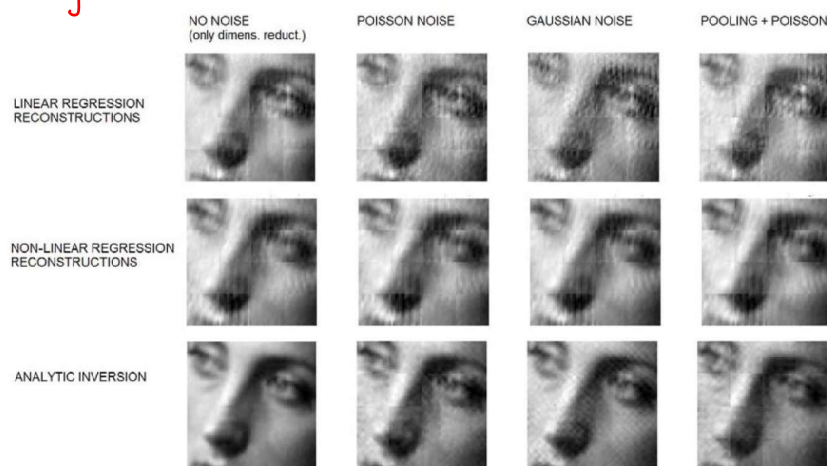 J
NO NOISE
(only dimens. reduct.)
POISSON NOISE
GAUSSIAN NOISE
POOLING + POISSON
LINEAR REGRESSION
RECONSTRUCTIONS
NON-LINEAR REGRESSION
RECONSTRUCTIONS
ANALYTIC INVERSION